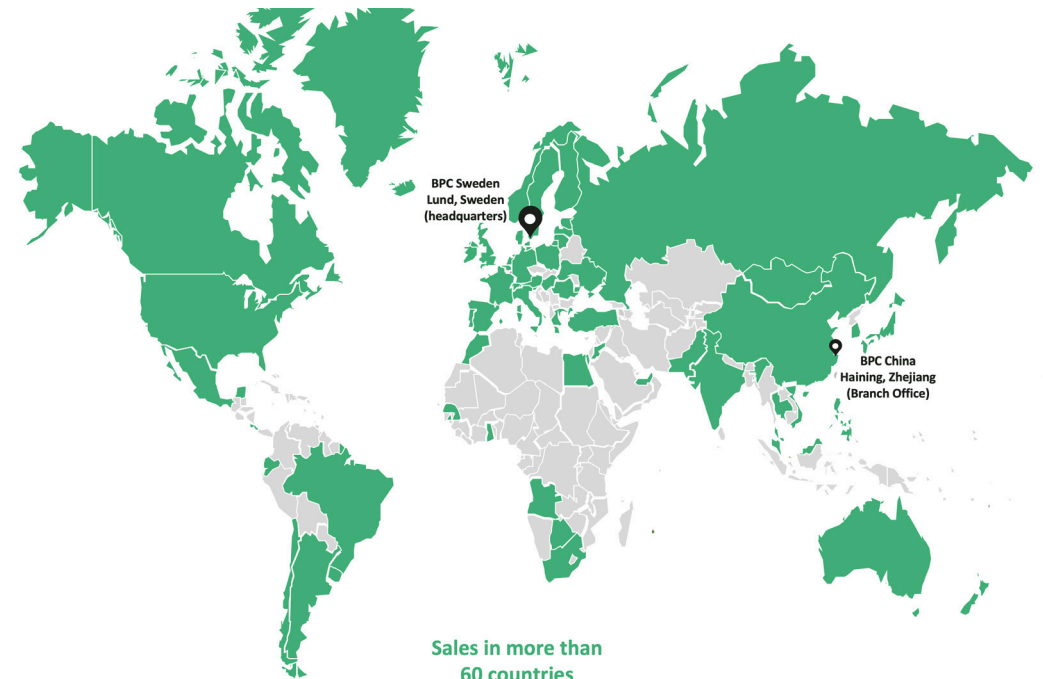 BPC Sweden
Lund, Sweden
(headquarters)
BPC China
Haining, Zhejiang
(Branch Office)
Sales in more than
60 countries